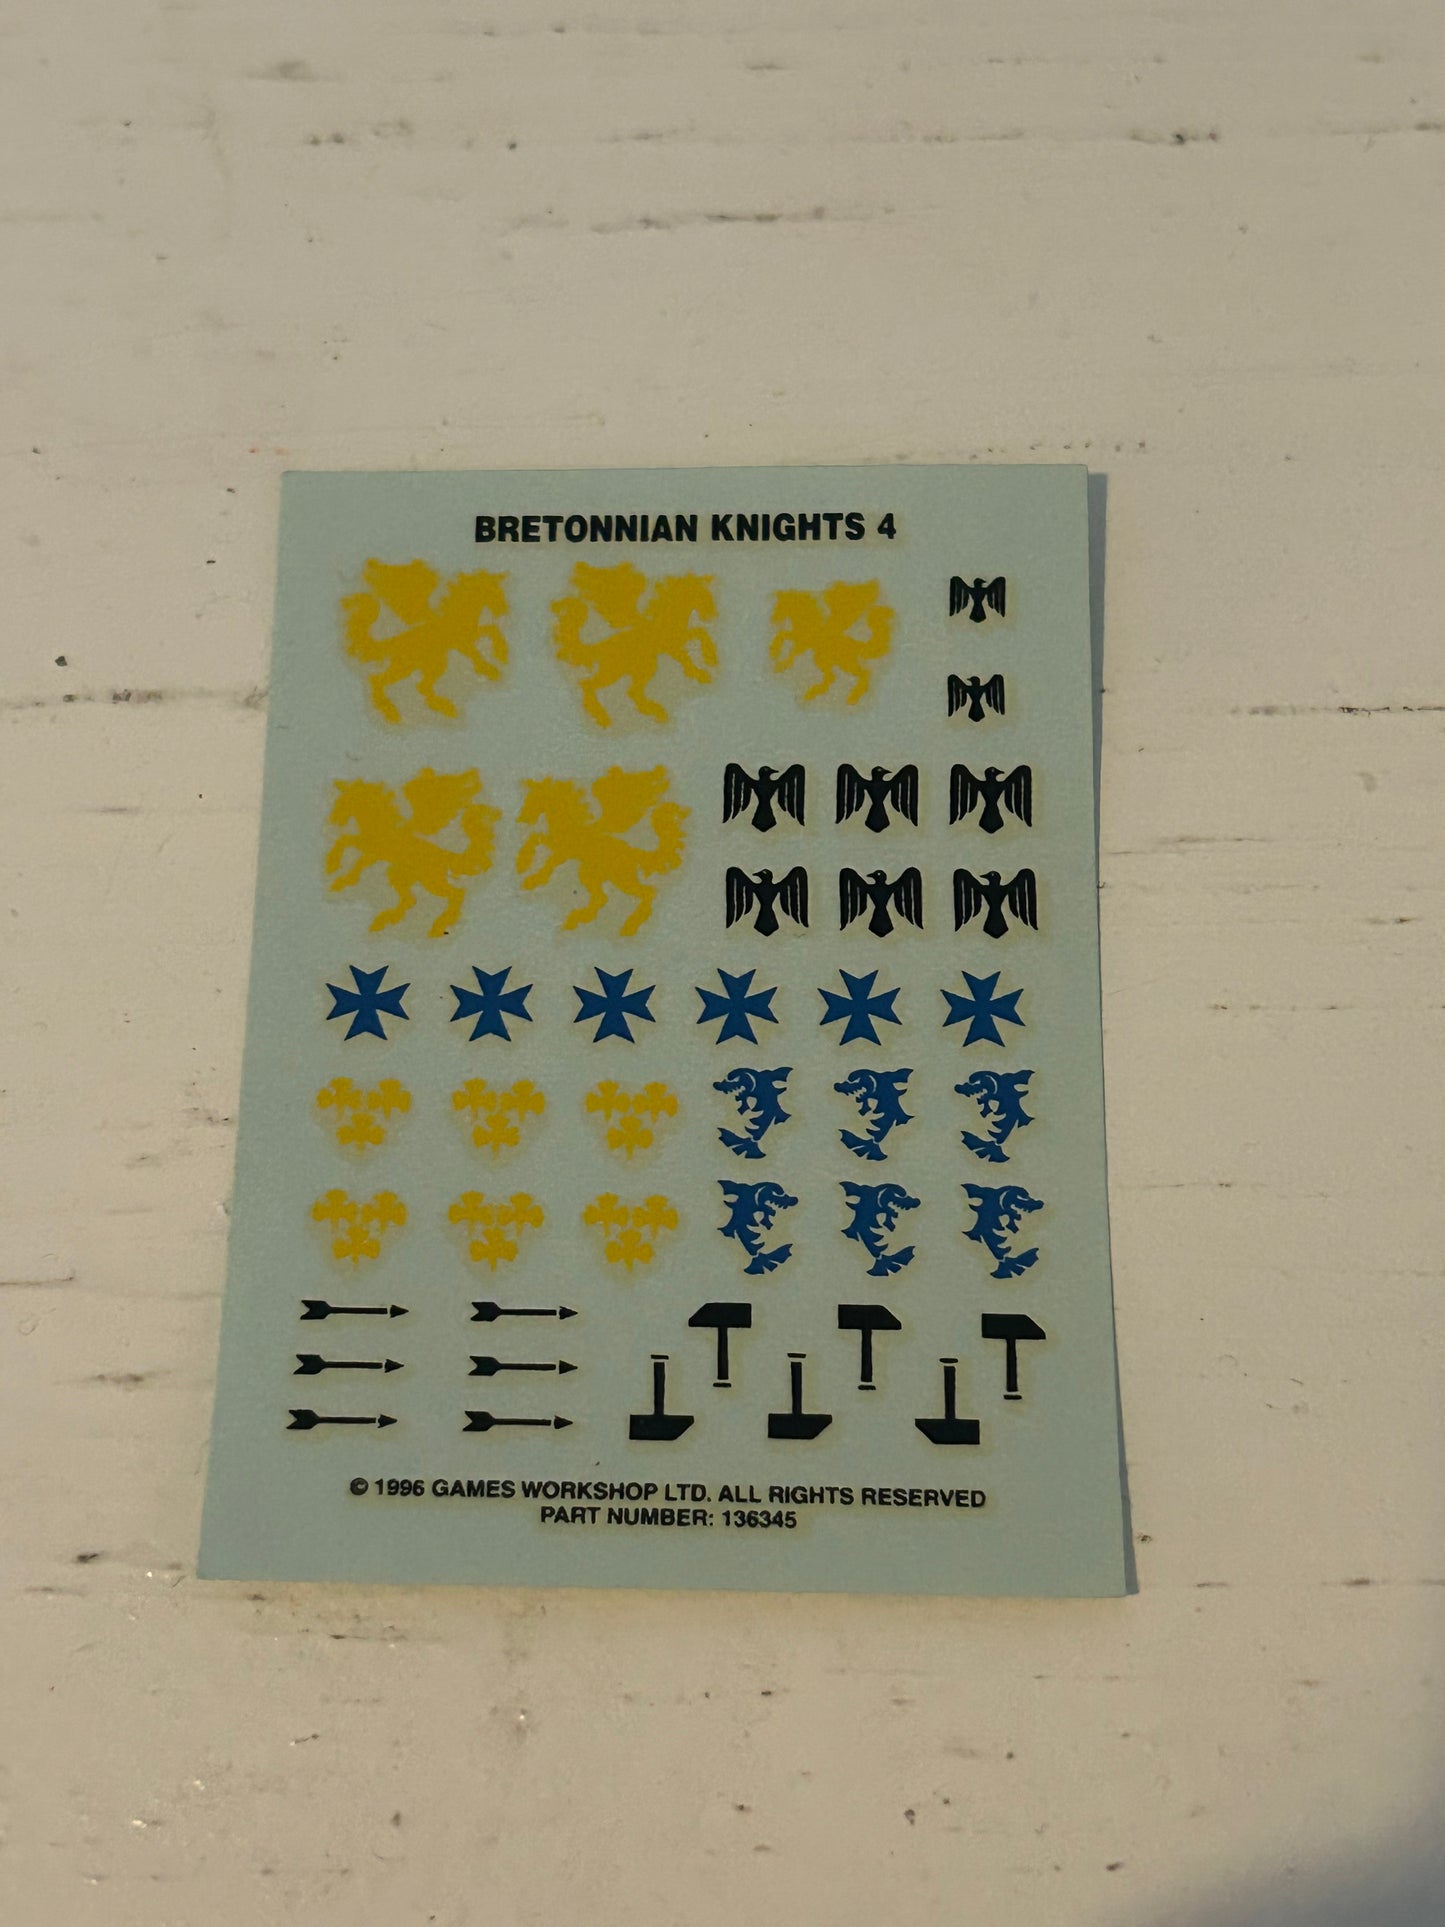 BRETONNIAN KNIGHTS 4
© 1996 GAMES WORKSHOP LTD. ALL RIGHTS RESERVED
PART NUMBER: 136345